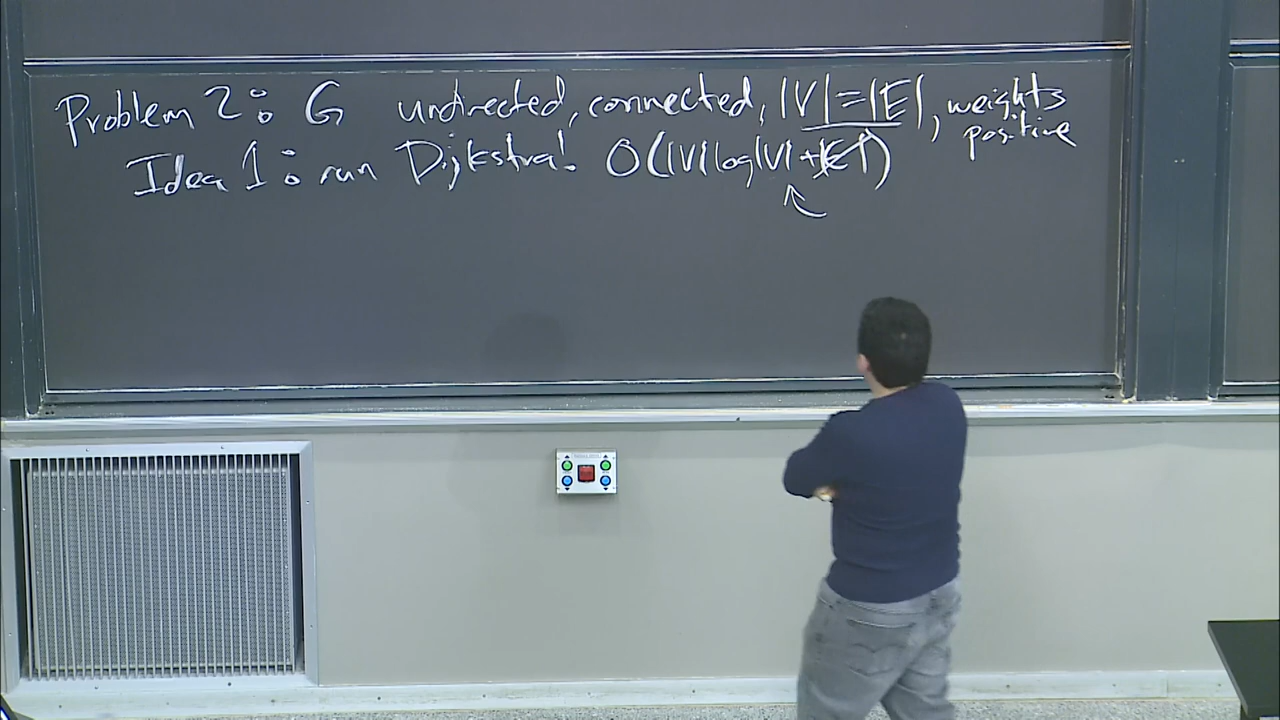 Problem 2: G undirected, connected, |V|=|E|, weights positive
Idea 1: run Dijkstra! O(|V|log|V|+|E|)